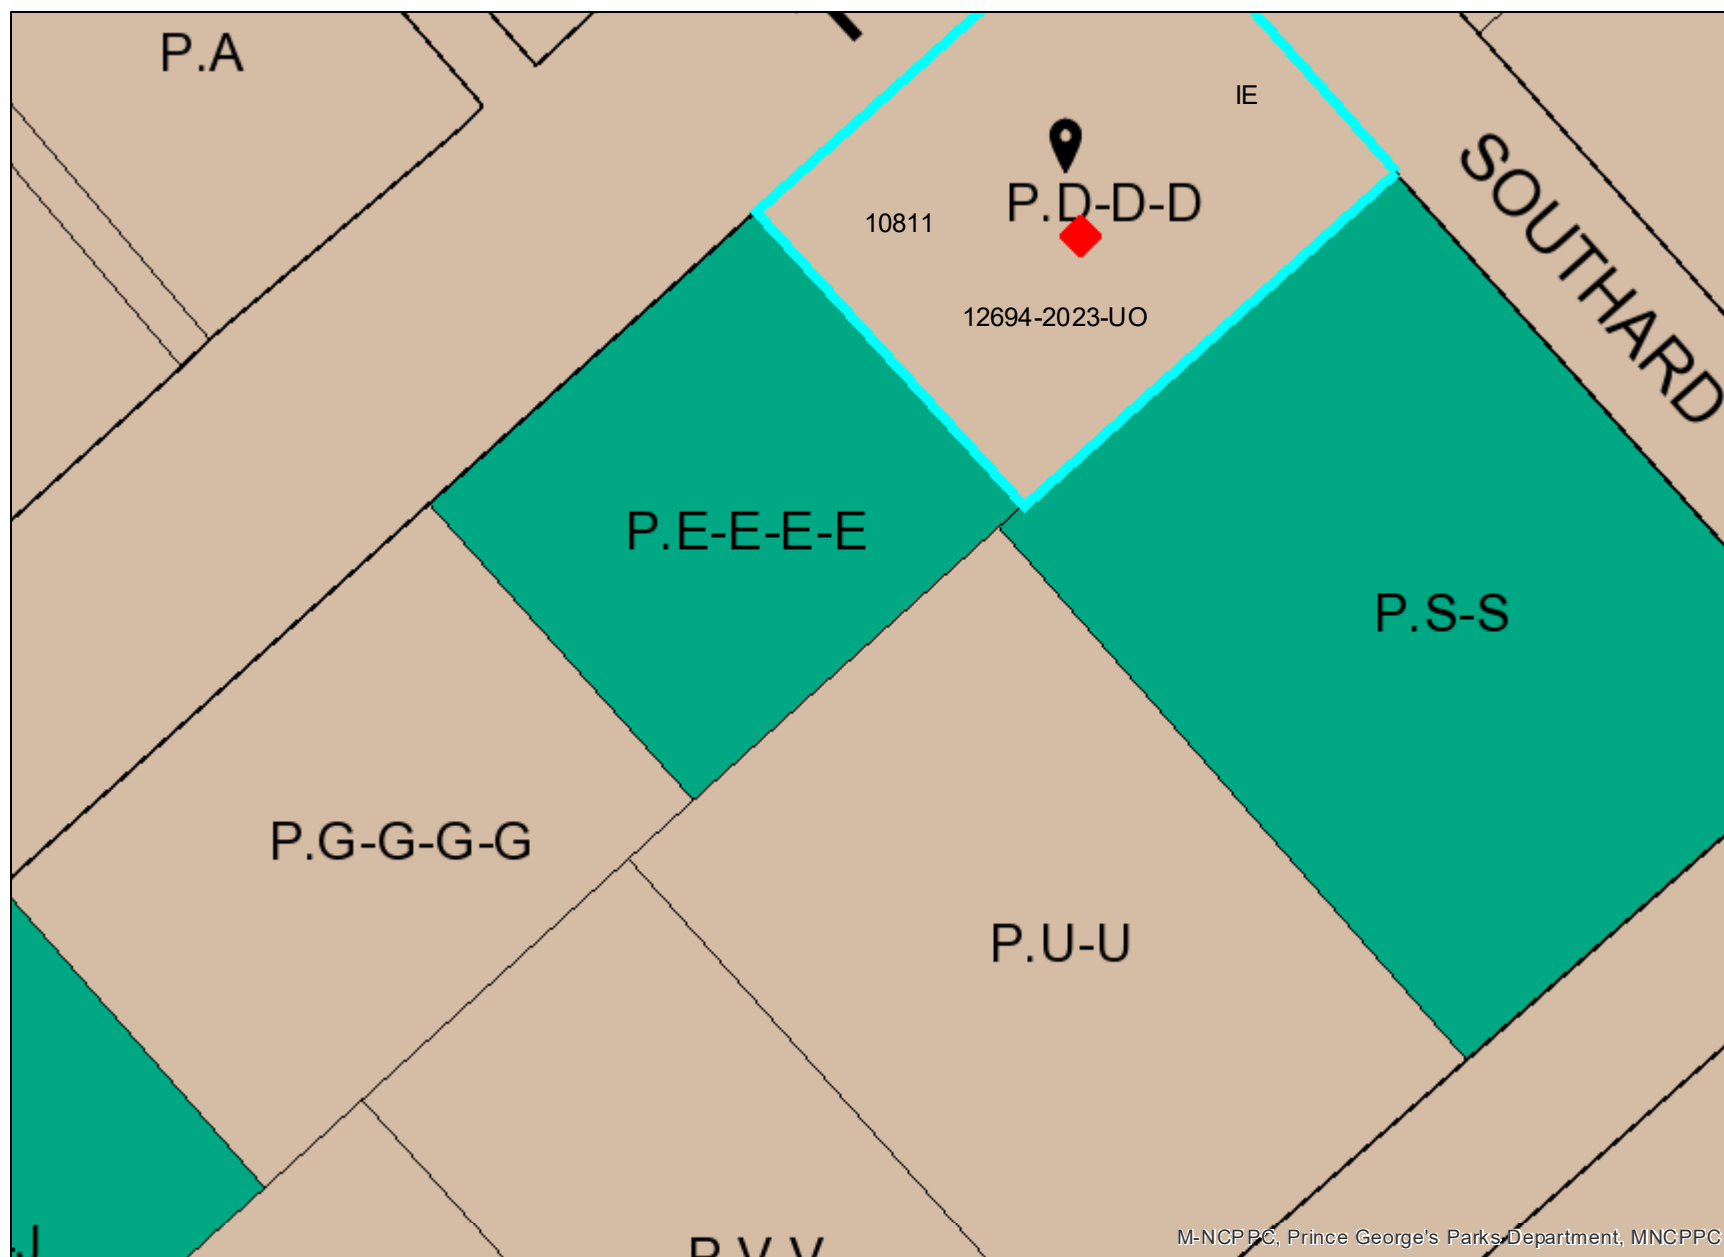 P.A
IE
P.D-D-D
10811
SOUTHARD
12694-2023-UO
P.E-E-E-E
P.S-S
P.G-G-G-G
P.U-U
P.V-V
J
M-NCPPC, Prince George's Parks Department, MNCPPC